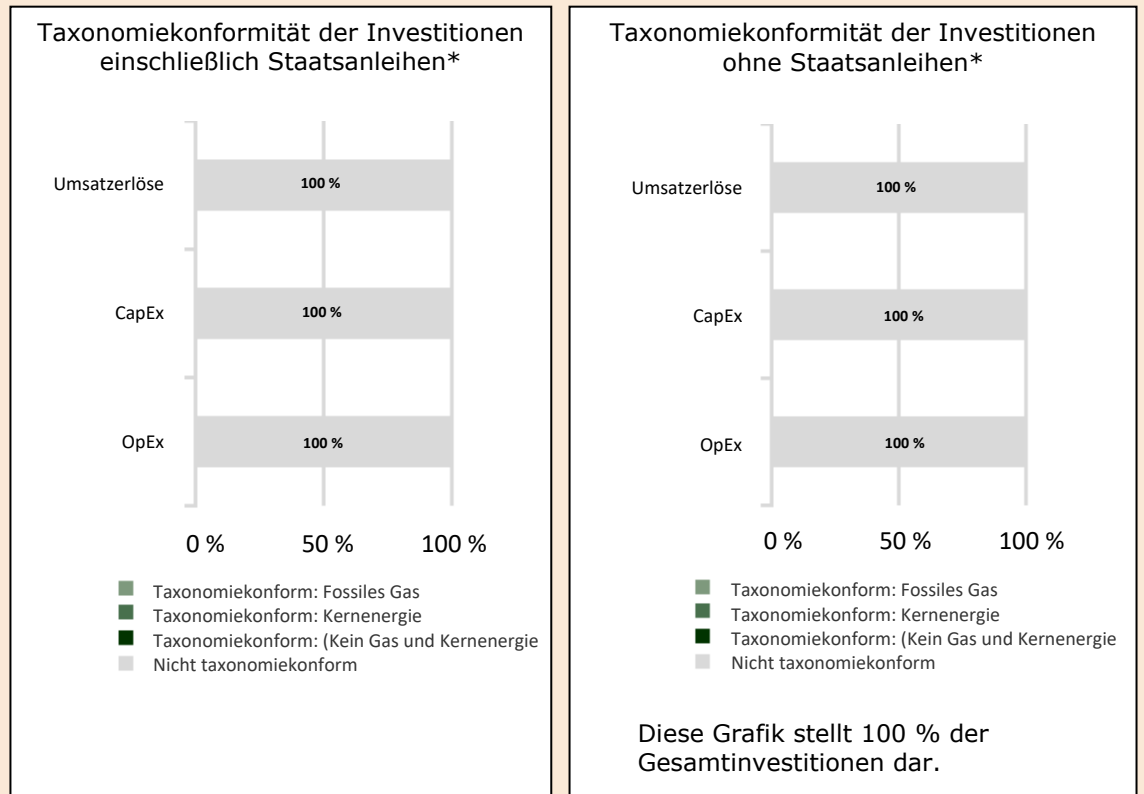 Taxonomiekonformität der Investitionen
einschließlich Staatsanleihen*
Umsatzerlöse
100 %
CapEx
100 %
OpEx
100 %
0 %
50 %
100 %
Taxonomiekonform: Fossiles Gas
Taxonomiekonform: Kernenergie
Taxonomiekonform: (Kein Gas und Kernenergie
Nicht taxonomiekonform
Taxonomiekonformität der Investitionen
ohne Staatsanleihen*
Umsatzerlöse
100 %
CapEx
100 %
OpEx
100 %
0 %
50 %
100 %
Taxonomiekonform: Fossiles Gas
Taxonomiekonform: Kernenergie
Taxonomiekonform: (Kein Gas und Kernenergie
Nicht taxonomiekonform
Diese Grafik stellt 100 % der
Gesamtinvestitionen dar.